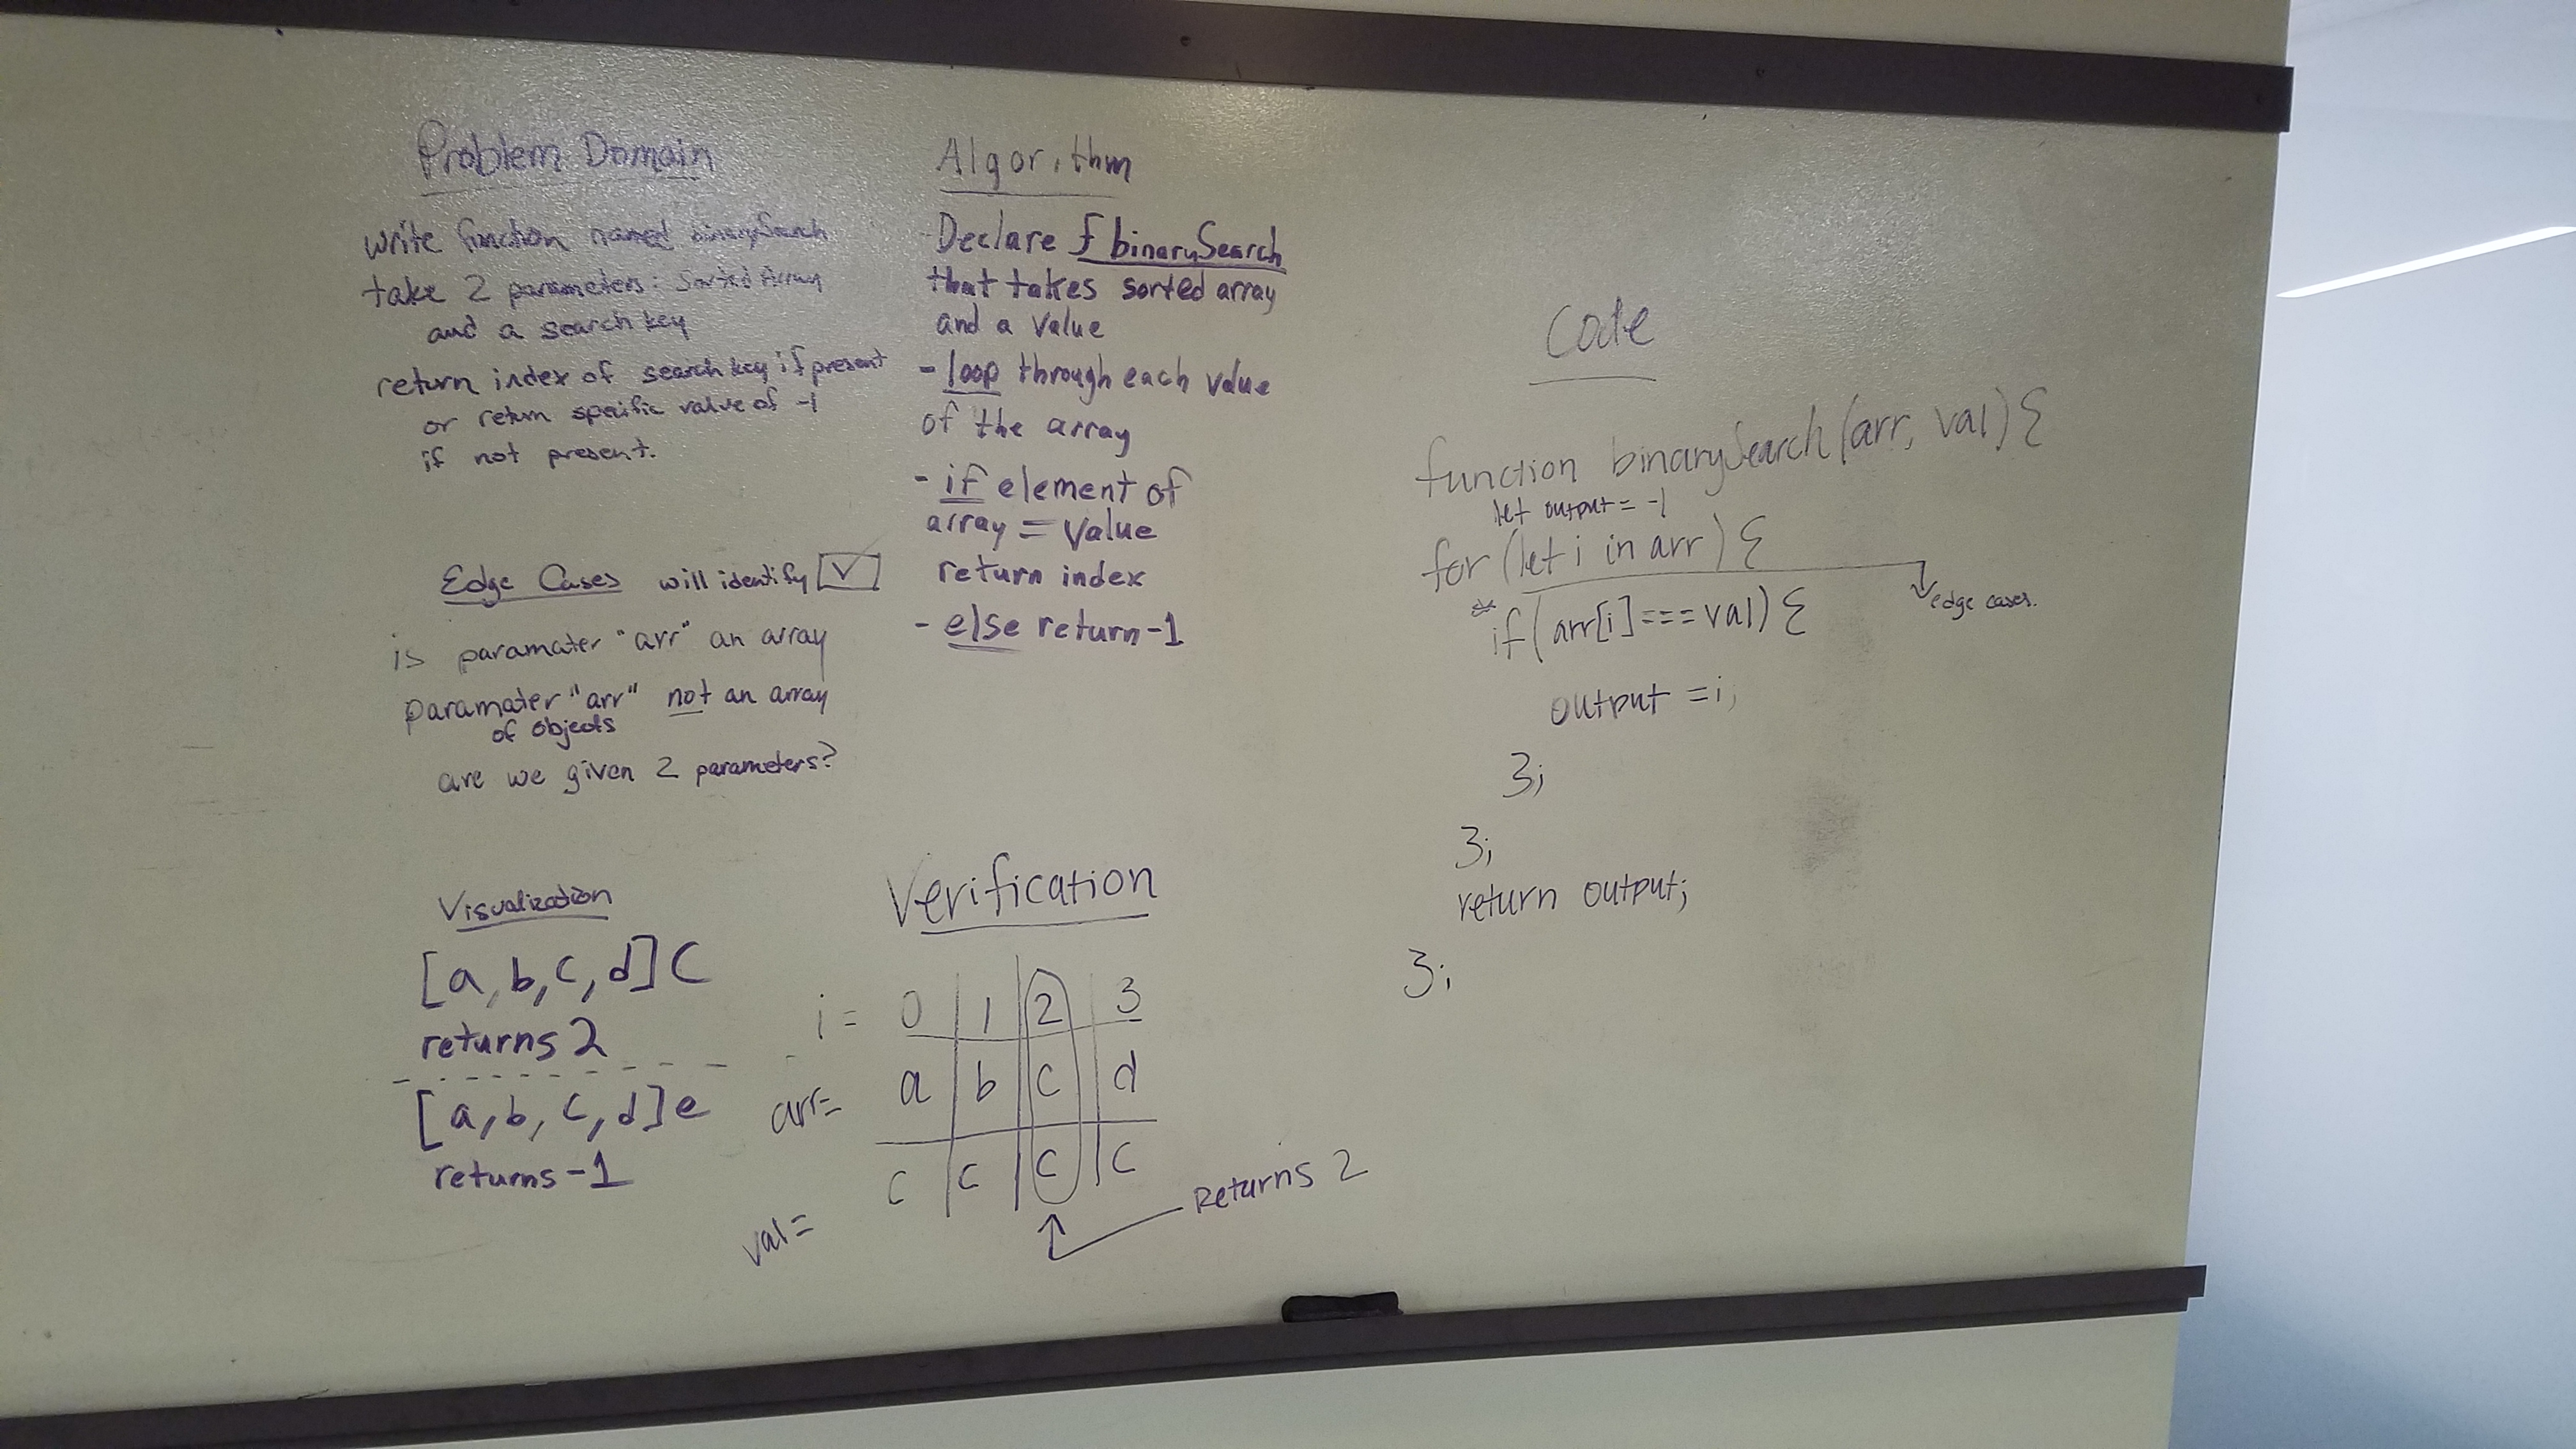 Problem Domain
write function named binarySearch
take 2 parameters: Sorted Array
and a search key
return index of search key if present
or return specific value of -1
if not present.
Edge Cases will identify
is paramater "arr" an array
paramater "arr" not an array
of objects
are we given 2 parameters?
Visualization
[a, b, c, d] C
returns 2
[a, b, c, d] e
returns -1
Algorithm
Declare f binarySearch
that takes sorted array
and a value
- loop through each value
of the array
- if element of
array = value
return index
- else return -1
Verification
i = 0 1 2 3
arr= a b c d
val= c c c c
Returns 2
Code
function binarySearch(arr, val) {
let output = -1
for (let i in arr) {
edge cases.
* if (arr[i] === val) {
output = i;
};
};
return output;
};